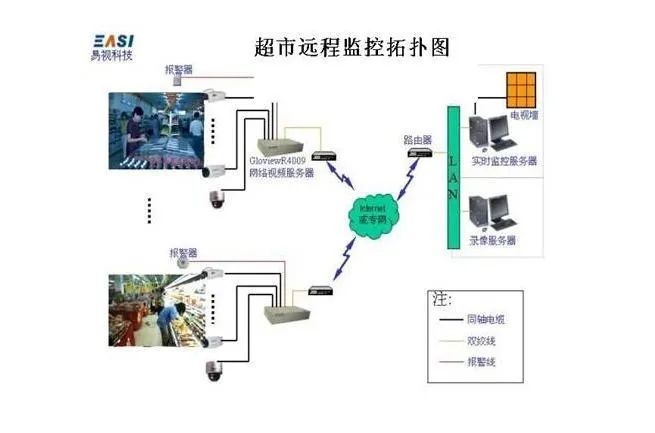 EASI
易视科技
超市远程监控拓扑图
报警器
电视墙
路由器
GloviewR4009
网络视频服务器
LAN
实时监控服务器
Internet
或专网
录像服务器
报警器
注:
同轴电缆
双绞线
报警线